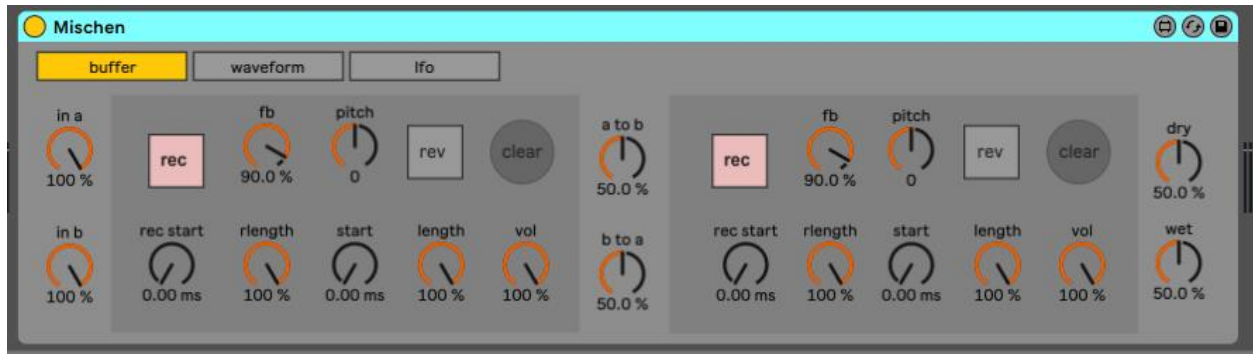 Mischen
buffer waveform lfo
in a
100 %
in b
100 %
rec
fb
90.0 %
pitch
0
rev
clear
rec start
0.00 ms
rlength
100 %
start
0.00 ms
length
100 %
vol
100 %
a to b
50.0 %
b to a
50.0 %
rec
fb
90.0 %
pitch
0
rev
clear
rec start
0.00 ms
rlength
100 %
start
0.00 ms
length
100 %
vol
100 %
dry
50.0 %
wet
50.0 %